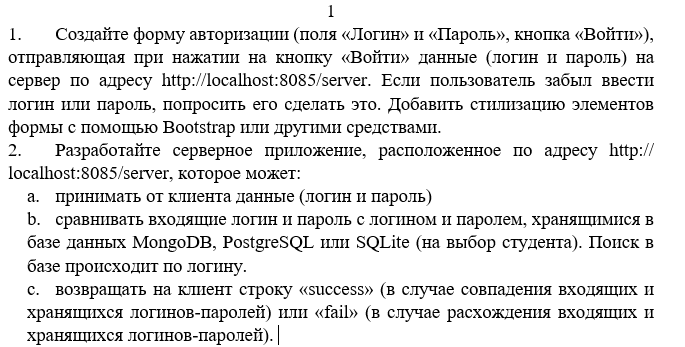 1
1. Создайте форму авторизации (поля «Логин» и «Пароль», кнопка «Войти»),
отправляющая при нажатии на кнопку «Войти» данные (логин и пароль) на
сервер по адресу http://localhost:8085/server. Если пользователь забыл ввести
логин или пароль, попросить его сделать это. Добавить стилизацию элементов
формы с помощью Bootstrap или другими средствами.
2. Разработайте серверное приложение, расположенное по адресу http://
localhost:8085/server, которое может:
a. принимать от клиента данные (логин и пароль)
b. сравнивать входящие логин и пароль с логином и паролем, хранящимися в
базе данных MongoDB, PostgreSQL или SQLite (на выбор студента). Поиск в
базе происходит по логину.
c. возвращать на клиент строку «success» (в случае совпадения входящих и
хранящихся логинов-паролей) или «fail» (в случае расхождения входящих и
хранящихся логинов-паролей).